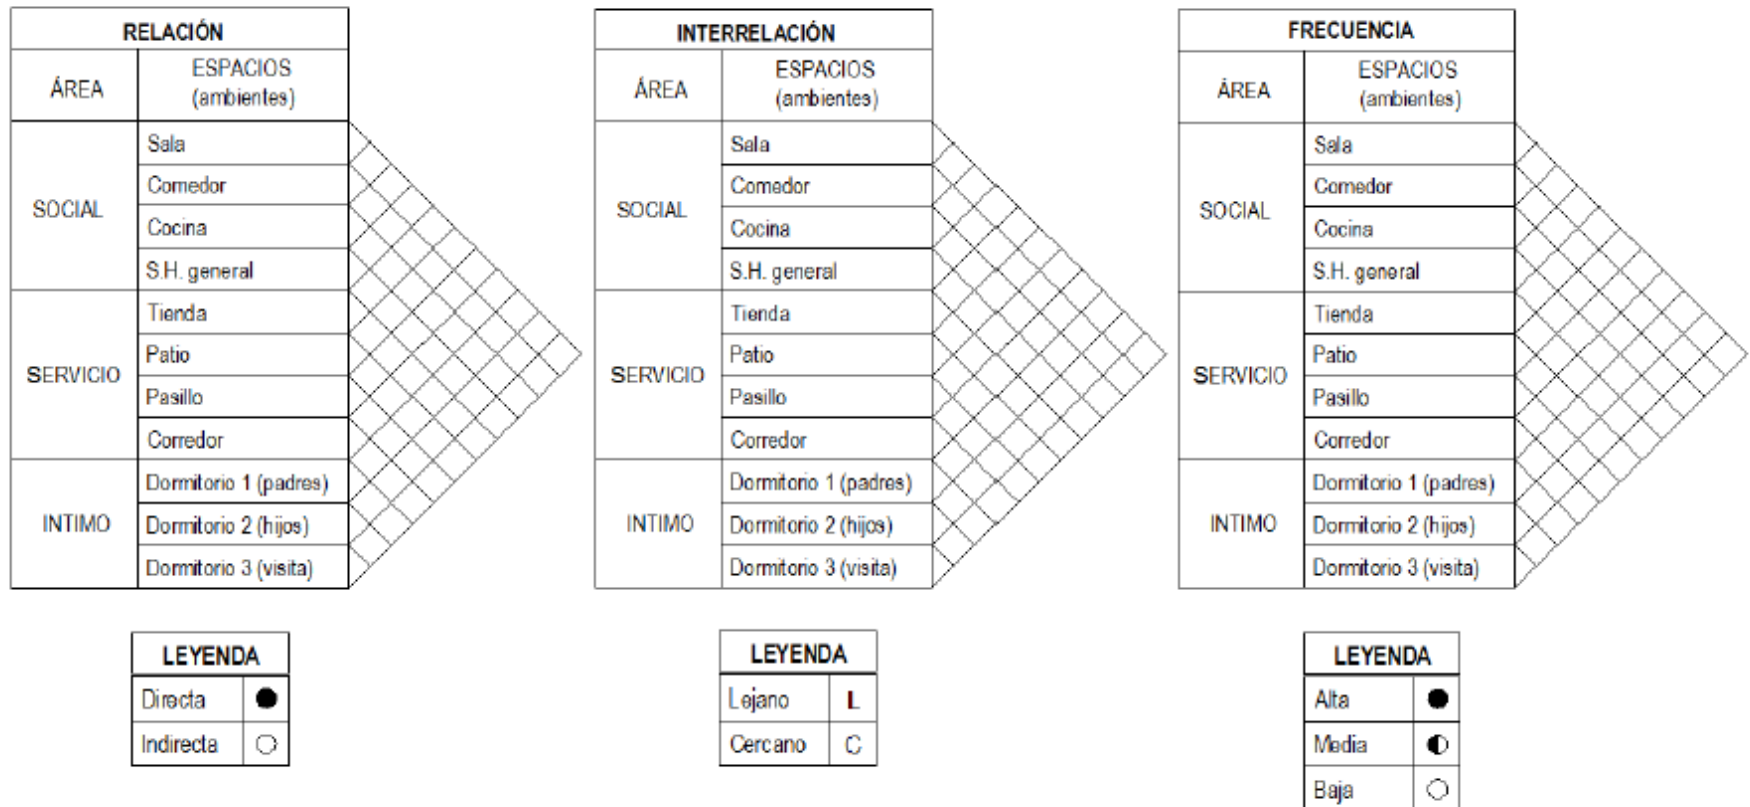 RELACIÓN
ÁREA
ESPACIOS
(ambientes)
SOCIAL
Sala
Comedor
Cocina
S.H. general
SERVICIO
Tienda
Patio
Pasillo
Corredor
INTIMO
Dormitorio 1 (padres)
Dormitorio 2 (hijos)
Dormitorio 3 (visita)
LEYENDA
Directa
Indirecta
INTERRELACIÓN
ÁREA
ESPACIOS
(ambientes)
SOCIAL
Sala
Comedor
Cocina
S.H. general
SERVICIO
Tienda
Patio
Pasillo
Corredor
INTIMO
Dormitorio 1 (padres)
Dormitorio 2 (hijos)
Dormitorio 3 (visita)
LEYENDA
Lejano L
Cercano C
FRECUENCIA
ÁREA
ESPACIOS
(ambientes)
SOCIAL
Sala
Comedor
Cocina
S.H. general
SERVICIO
Tienda
Patio
Pasillo
Corredor
INTIMO
Dormitorio 1 (padres)
Dormitorio 2 (hijos)
Dormitorio 3 (visita)
LEYENDA
Alta
Media
Baja